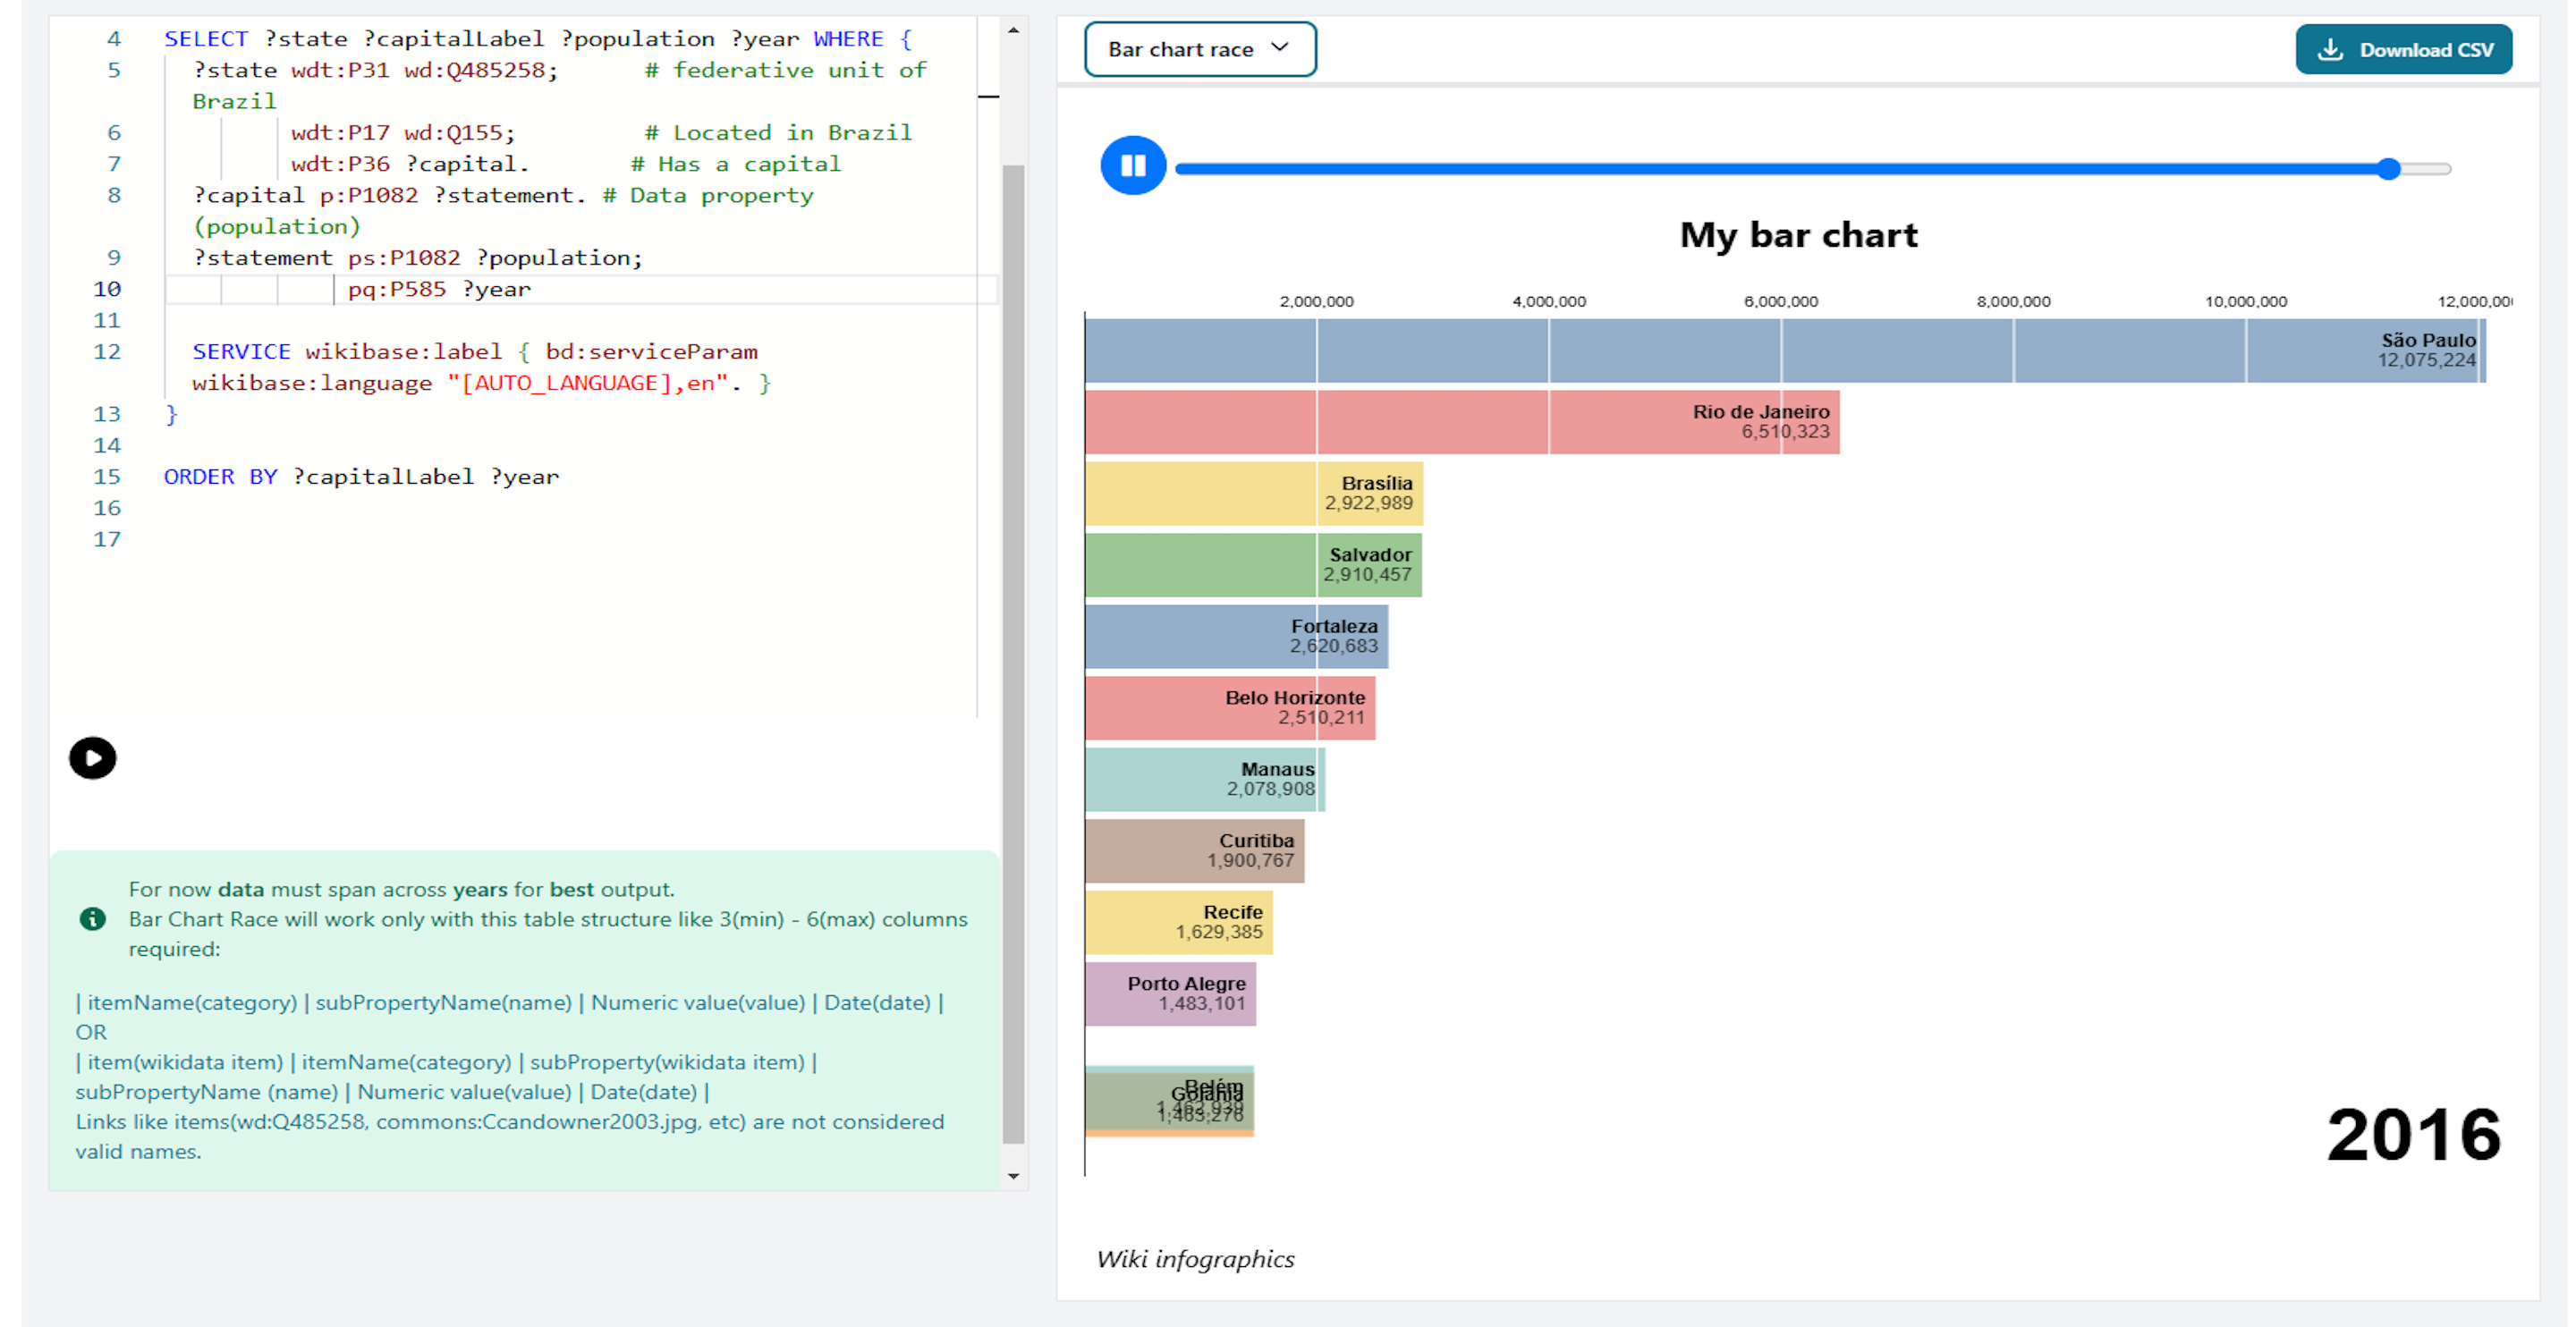 4 SELECT ?state ?capitalLabel ?population ?year WHERE {
5 ?state wdt:P31 wd:Q485258; # federative unit of
Brazil
6 wdt:P17 wd:Q155; # Located in Brazil
7 wdt:P36 ?capital. # Has a capital
8 ?capital p:P1082 ?statement. # Data property
(population)
9 ?statement ps:P1082 ?population;
10 pq:P585 ?year
11
12 SERVICE wikibase:label { bd:serviceParam
wikibase:language "[AUTO_LANGUAGE],en". }
13 }
14
15 ORDER BY ?capitalLabel ?year
16
17
For now data must span across years for best output.
Bar Chart Race will work only with this table structure like 3(min) - 6(max) columns
required:
| itemName(category) | subPropertyName(name) | Numeric value(value) | Date(date) |
OR
| item(wikidata item) | itemName(category) | subProperty(wikidata item) |
subPropertyName (name) | Numeric value(value) | Date(date) |
Links like items(wd:Q485258, commons:Ccandowner2003.jpg, etc) are not considered
valid names.
Bar chart race
Download CSV
My bar chart
2,000,000 4,000,000 6,000,000 8,000,000 10,000,000
São Paulo
12,075,224
Rio de Janeiro
6,510,323
Brasília
2,922,989
Salvador
2,910,457
Fortaleza
2,620,683
Belo Horizonte
2,510,211
Manaus
2,078,908
Curitiba
1,900,767
Recife
1,629,385
Porto Alegre
1,483,101
Belém
Goiânia
2016
Wiki infographics